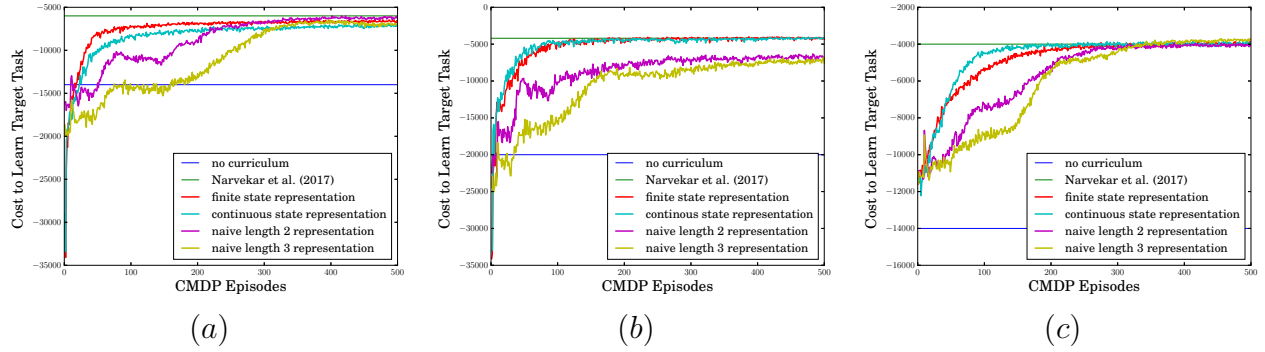 −5000
−10000
−15000
−20000
−25000
−30000
−35000
0
100
200
300
400
500
Cost to Learn Target Task
CMDP Episodes
no curriculum
Narvekar et al. (2017)
finite state representation
continuous state representation
naive length 2 representation
naive length 3 representation
(a)
0
−5000
−10000
−15000
−20000
−25000
−30000
−35000
0
100
200
300
400
500
Cost to Learn Target Task
CMDP Episodes
no curriculum
Narvekar et al. (2017)
finite state representation
continous state representation
naive length 2 representation
naive length 3 representation
(b)
−2000
−4000
−6000
−8000
−10000
−12000
−14000
−16000
0
100
200
300
400
500
Cost to Learn Target Task
CMDP Episodes
no curriculum
Narvekar et al. (2017)
finite state representation
continuous state representation
naive length 2 representation
naive length 3 representation
(c)